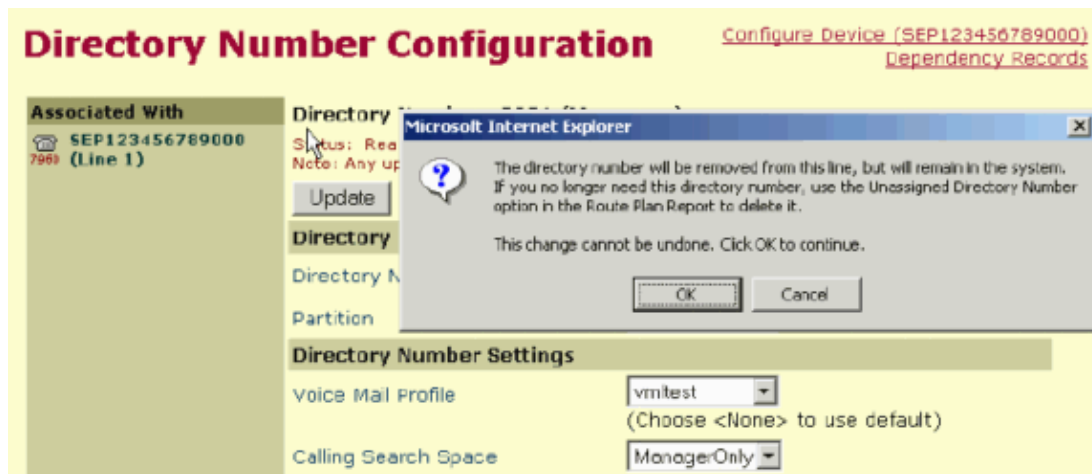 Directory Number Configuration
Configure Device (SEP123456789000)
Dependency Records
Associated With
SEP123456789000
7960 (Line 1)
Directory
Status: Rea
Note: Any up
Update
Directory
Directory N
Partition
Microsoft Internet Explorer
The directory number will be removed from this line, but will remain in the system.
If you no longer need this directory number, use the Unassigned Directory Number
option in the Route Plan Report to delete it.
This change cannot be undone. Click OK to continue.
OK
Cancel
Directory Number Settings
Voice Mail Profile
vmltest
(Choose <None> to use default)
Calling Search Space
ManagerOnly